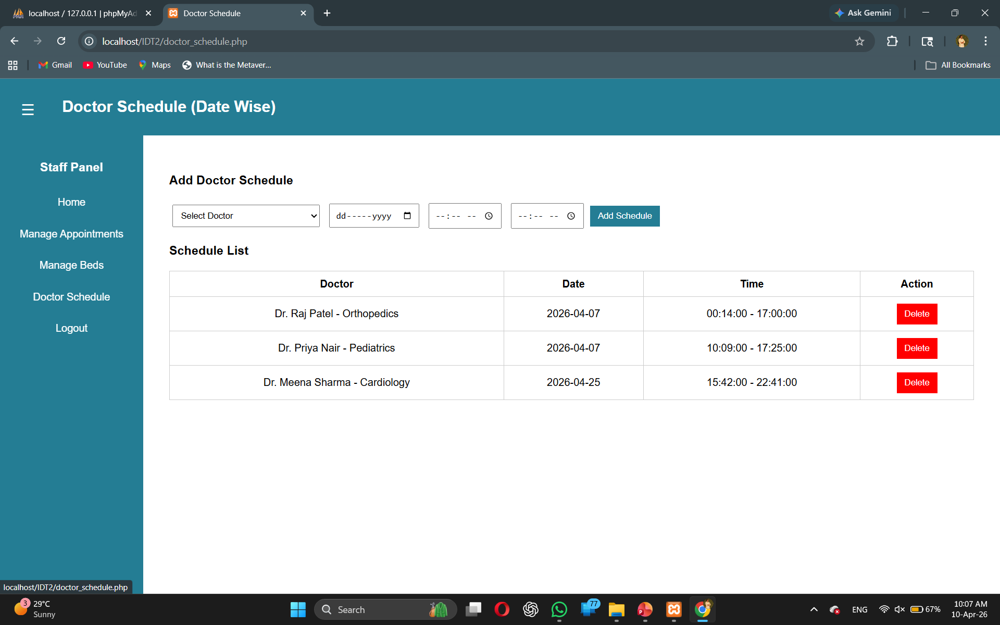 localhost / 127.0.0.1 | phpMyAd
Doctor Schedule
Ask Gemini
localhost/IDT2/doctor_schedule.php
Gmail
YouTube
Maps
What is the Metaver...
All Bookmarks
Doctor Schedule (Date Wise)
Staff Panel
Home
Manage Appointments
Manage Beds
Doctor Schedule
Logout
Add Doctor Schedule
Select Doctor
dd-----yyyy
--:-- --
--:-- --
Add Schedule
Schedule List
Doctor Date Time Action
Dr. Raj Patel - Orthopedics 2026-04-07 00:14:00 - 17:00:00 Delete
Dr. Priya Nair - Pediatrics 2026-04-07 10:09:00 - 17:25:00 Delete
Dr. Meena Sharma - Cardiology 2026-04-25 15:42:00 - 22:41:00 Delete
localhost/IDT2/doctor_schedule.php
3
29°C
Sunny
Search
77
ENG
67%
10:07 AM
10-Apr-26